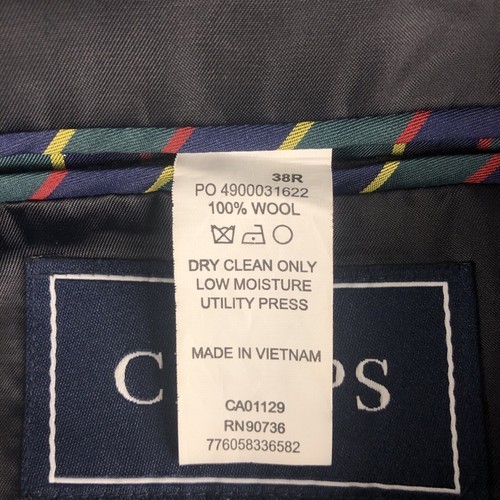 38R
PO 4900031622
100% WOOL
DRY CLEAN ONLY
LOW MOISTURE
UTILITY PRESS
MADE IN VIETNAM
CA01129
RN90736
776058336582